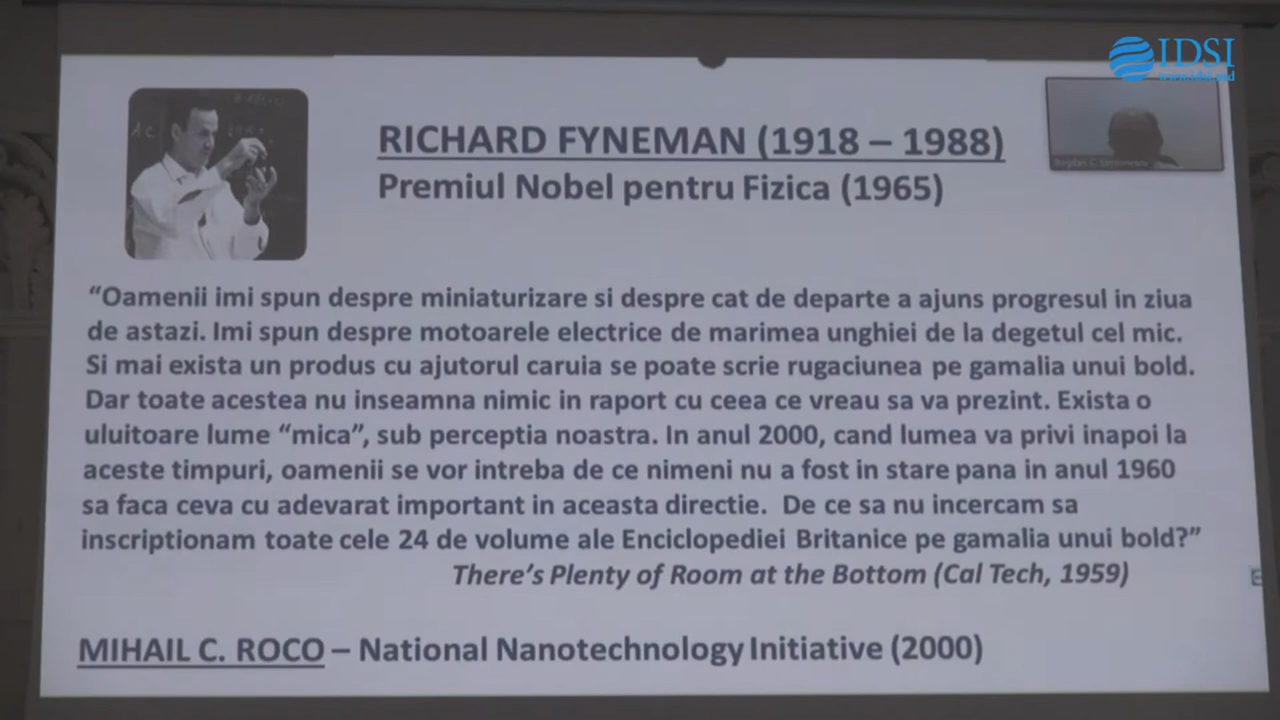 IDSI
www.idsi.md
RICHARD FYNEMAN (1918 – 1988)
Premiul Nobel pentru Fizica (1965)
“Oamenii imi spun despre miniaturizare si despre cat de departe a ajuns progresul in ziua
de astazi. Imi spun despre motoarele electrice de marimea unghiei de la degetul cel mic.
Si mai exista un produs cu ajutorul caruia se poate scrie rugaciunea pe gamalia unui bold.
Dar toate acestea nu inseamna nimic in raport cu ceea ce vreau sa va prezint. Exista o
uluitoare lume “mica”, sub perceptia noastra. In anul 2000, cand lumea va privi inapoi la
aceste timpuri, oamenii se vor intreba de ce nimeni nu a fost in stare pana in anul 1960
sa faca ceva cu adevarat important in aceasta directie. De ce sa nu incercam sa
inscriptionam toate cele 24 de volume ale Enciclopediei Britanice pe gamalia unui bold?”
There’s Plenty of Room at the Bottom (Cal Tech, 1959)
MIHAIL C. ROCO – National Nanotechnology Initiative (2000)